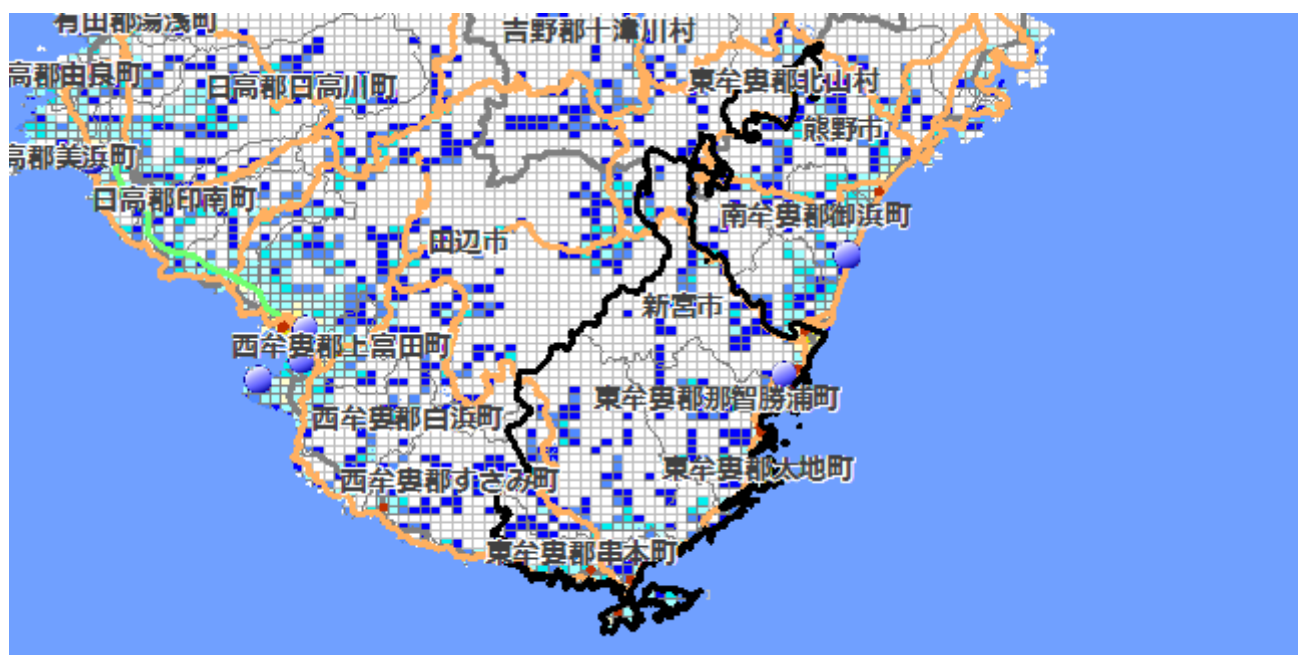 有田郡湯浅町
吉野郡十津川村
高郡由良町
日高郡日高川町
東牟婁郡北山村
熊野市
高郡美浜町
日高郡印南町
南牟婁郡御浜町
田辺市
新宮市
西牟婁郡上富田町
東牟婁郡那智勝浦町
西牟婁郡白浜町
東牟婁郡太地町
西牟婁郡すさみ町
東牟婁郡串本町